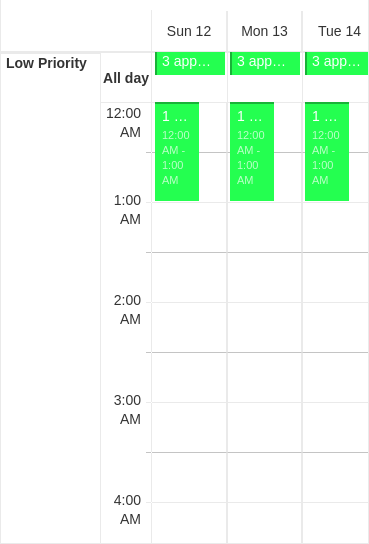 Sun 12 Mon 13 Tue 14
Low Priority
All day
3 app… 3 app… 3 app…
12:00
AM
1 … 1 … 1 …
12:00 12:00 12:00
AM - AM - AM -
1:00 1:00 1:00
AM AM AM
1:00
AM
2:00
AM
3:00
AM
4:00
AM